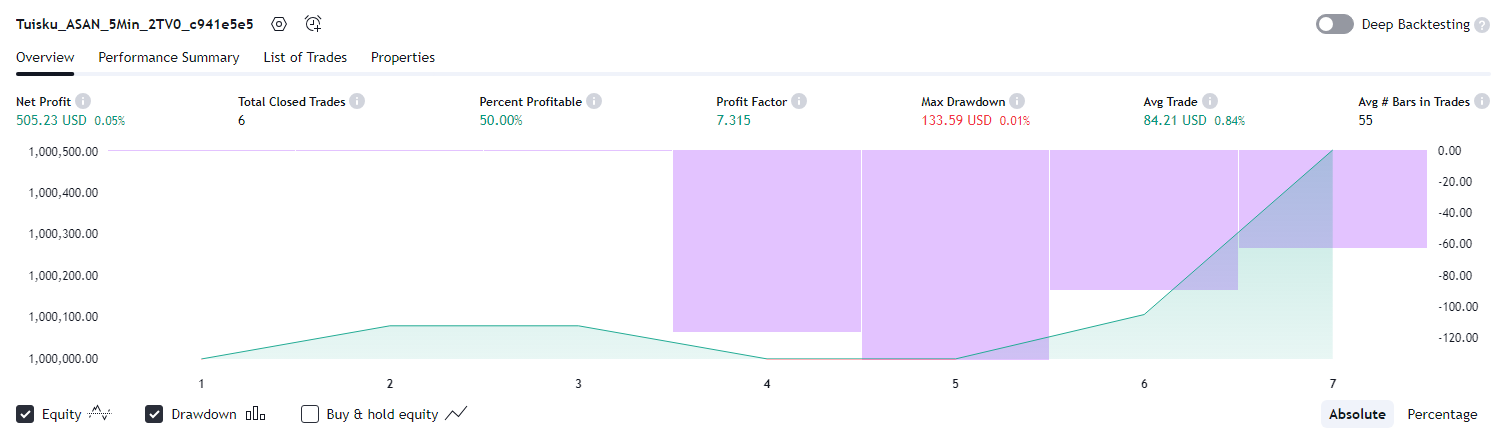 Tuisku_ASAN_5Min_2TV0_c941e5e5
Deep Backtesting ?
Overview Performance Summary List of Trades Properties
Net Profit Total Closed Trades Percent Profitable Profit Factor Max Drawdown Avg Trade Avg # Bars in Trades
505.23 USD 0.05% 6 50.00% 7.315 133.59 USD 0.01% 84.21 USD 0.84% 55
1,000,500.00 0.00
1,000,400.00 -20.00
1,000,300.00 -40.00
1,000,200.00 -60.00
1,000,100.00 -80.00
1,000,000.00 -100.00
-120.00
1 2 3 4 5 6 7
Equity Drawdown Buy & hold equity Absolute Percentage